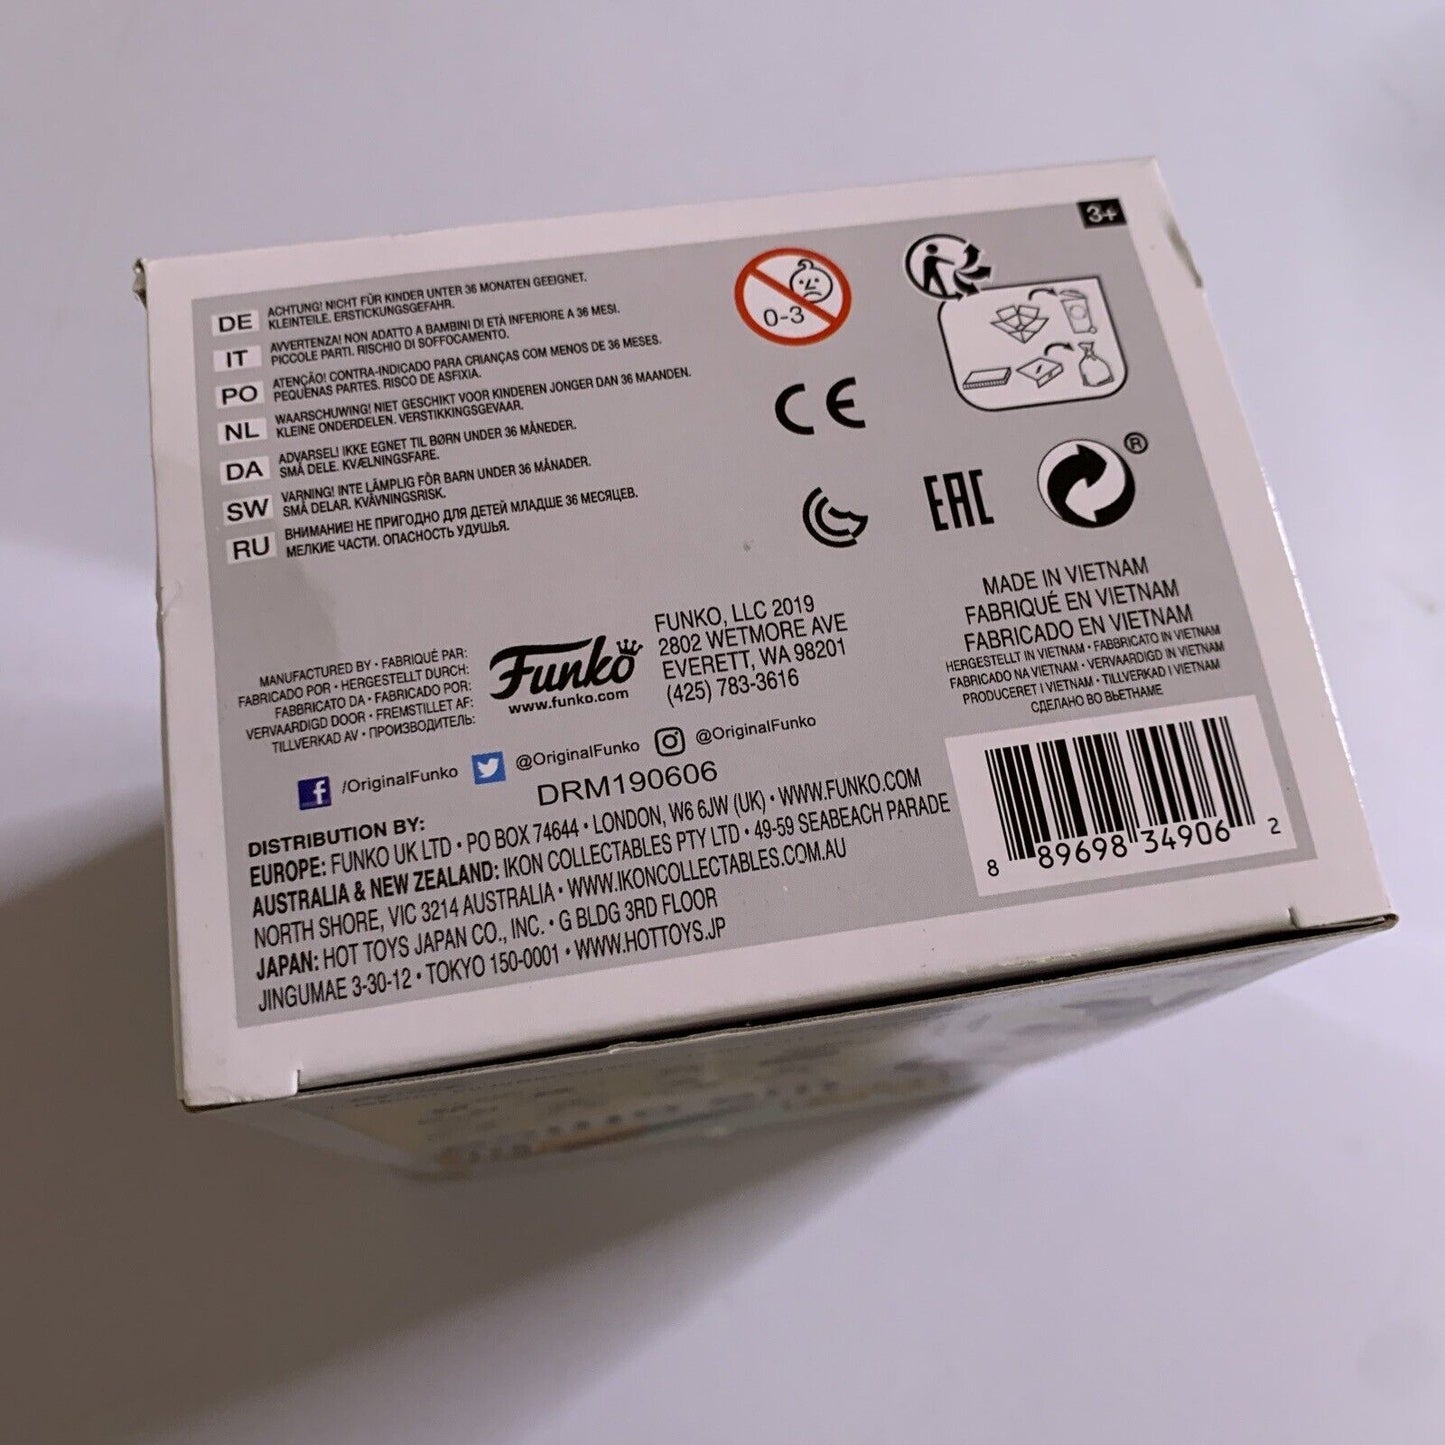 3+
DE ACHTUNG! NICHT FÜR KINDER UNTER 36 MONATEN GEEIGNET.
KLEINTEILE. ERSTICKUNGSGEFAHR.
IT AVVERTENZA! NON ADATTO A BAMBINI DI ETÀ INFERIORE A 36 MESI.
PICCOLE PARTI. RISCHIO DI SOFFOCAMENTO.
PO ATENÇÃO! CONTRA-INDICADO PARA CRIANÇAS COM MENOS DE 36 MESES.
PEQUENAS PARTES. RISCO DE ASFIXIA.
NL WAARSCHUWING! NIET GESCHIKT VOOR KINDEREN JONGER DAN 36 MAANDEN.
KLEINE ONDERDELEN. VERSTIKKINGSGEVAAR.
DA ADVARSEL! IKKE EGNET TIL BØRN UNDER 36 MÅNEDER.
SMÅ DELE. KVÆLNINGSFARE.
SW VARNING! INTE LÄMPLIG FÖR BARN UNDER 36 MÅNADER.
SMÅ DELAR. KVÄVNINGSRISK.
RU ВНИМАНИЕ! НЕ ПРИГОДНО ДЛЯ ДЕТЕЙ МЛАДШЕ 36 МЕСЯЦЕВ.
МЕЛКИЕ ЧАСТИ. ОПАСНОСТЬ УДУШЬЯ.
0-3
CE
EAC
®
MANUFACTURED BY • FABRIQUÉ PAR:
FABRICADO POR • HERGESTELLT DURCH:
FABBRICATO DA • FABRICADO POR:
VERVAARDIGD DOOR • FREMSTILLET AF:
TILLVERKAD AV • ПРОИЗВОДИТЕЛЬ:
Funko
www.funko.com
FUNKO, LLC 2019
2802 WETMORE AVE
EVERETT, WA 98201
(425) 783-3616
MADE IN VIETNAM
FABRIQUÉ EN VIETNAM
FABRICADO EN VIETNAM
HERGESTELLT IN VIETNAM • FABBRICATO IN VIETNAM
FABRICADO NA VIETNAM • VERVAARDIGD IN VIETNAM
PRODUCERET I VIETNAM • TILLVERKAD I VIETNAM
СДЕЛАНО ВО ВЬЕТНАМЕ
f /OriginalFunko @OriginalFunko @OriginalFunko
DRM190606
DISTRIBUTION BY:
EUROPE: FUNKO UK LTD • PO BOX 74644 • LONDON, W6 6JW (UK) • WWW.FUNKO.COM
AUSTRALIA & NEW ZEALAND: IKON COLLECTABLES PTY LTD • 49-59 SEABEACH PARADE
NORTH SHORE, VIC 3214 AUSTRALIA • WWW.IKONCOLLECTABLES.COM.AU
JAPAN: HOT TOYS JAPAN CO., INC. • G BLDG 3RD FLOOR
JINGUMAE 3-30-12 • TOKYO 150-0001 • WWW.HOTTOYS.JP
8 89698 34906 2